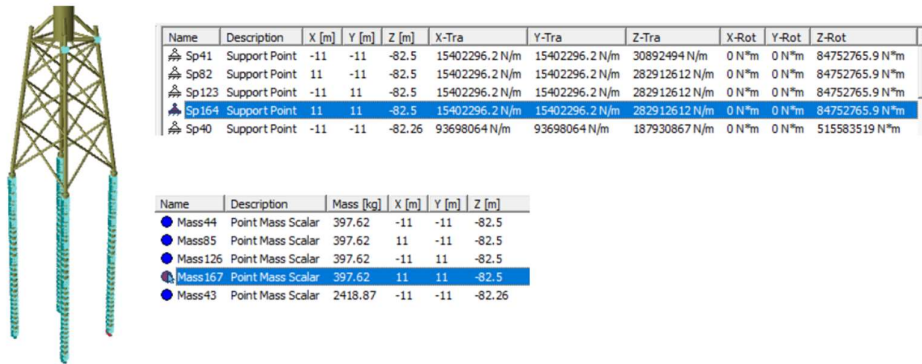 Name Description X [m] Y [m] Z [m] X-Tra Y-Tra Z-Tra X-Rot Y-Rot Z-Rot
Sp41 Support Point -11 -11 -82.5 15402296.2 N/m 15402296.2 N/m 30892494 N/m 0 N*m 0 N*m 84752765.9 N*m
Sp82 Support Point 11 -11 -82.5 15402296.2 N/m 15402296.2 N/m 282912612 N/m 0 N*m 0 N*m 84752765.9 N*m
Sp123 Support Point -11 11 -82.5 15402296.2 N/m 15402296.2 N/m 282912612 N/m 0 N*m 0 N*m 84752765.9 N*m
Sp164 Support Point 11 11 -82.5 15402296.2 N/m 15402296.2 N/m 282912612 N/m 0 N*m 0 N*m 84752765.9 N*m
Sp40 Support Point -11 -11 -82.26 93698064 N/m 93698064 N/m 187930867 N/m 0 N*m 0 N*m 515583519 N*m
Name Description Mass [kg] X [m] Y [m] Z [m]
Mass44 Point Mass Scalar 397.62 -11 -11 -82.5
Mass85 Point Mass Scalar 397.62 11 -11 -82.5
Mass126 Point Mass Scalar 397.62 -11 11 -82.5
Mass167 Point Mass Scalar 397.62 11 11 -82.5
Mass43 Point Mass Scalar 2418.87 -11 -11 -82.26